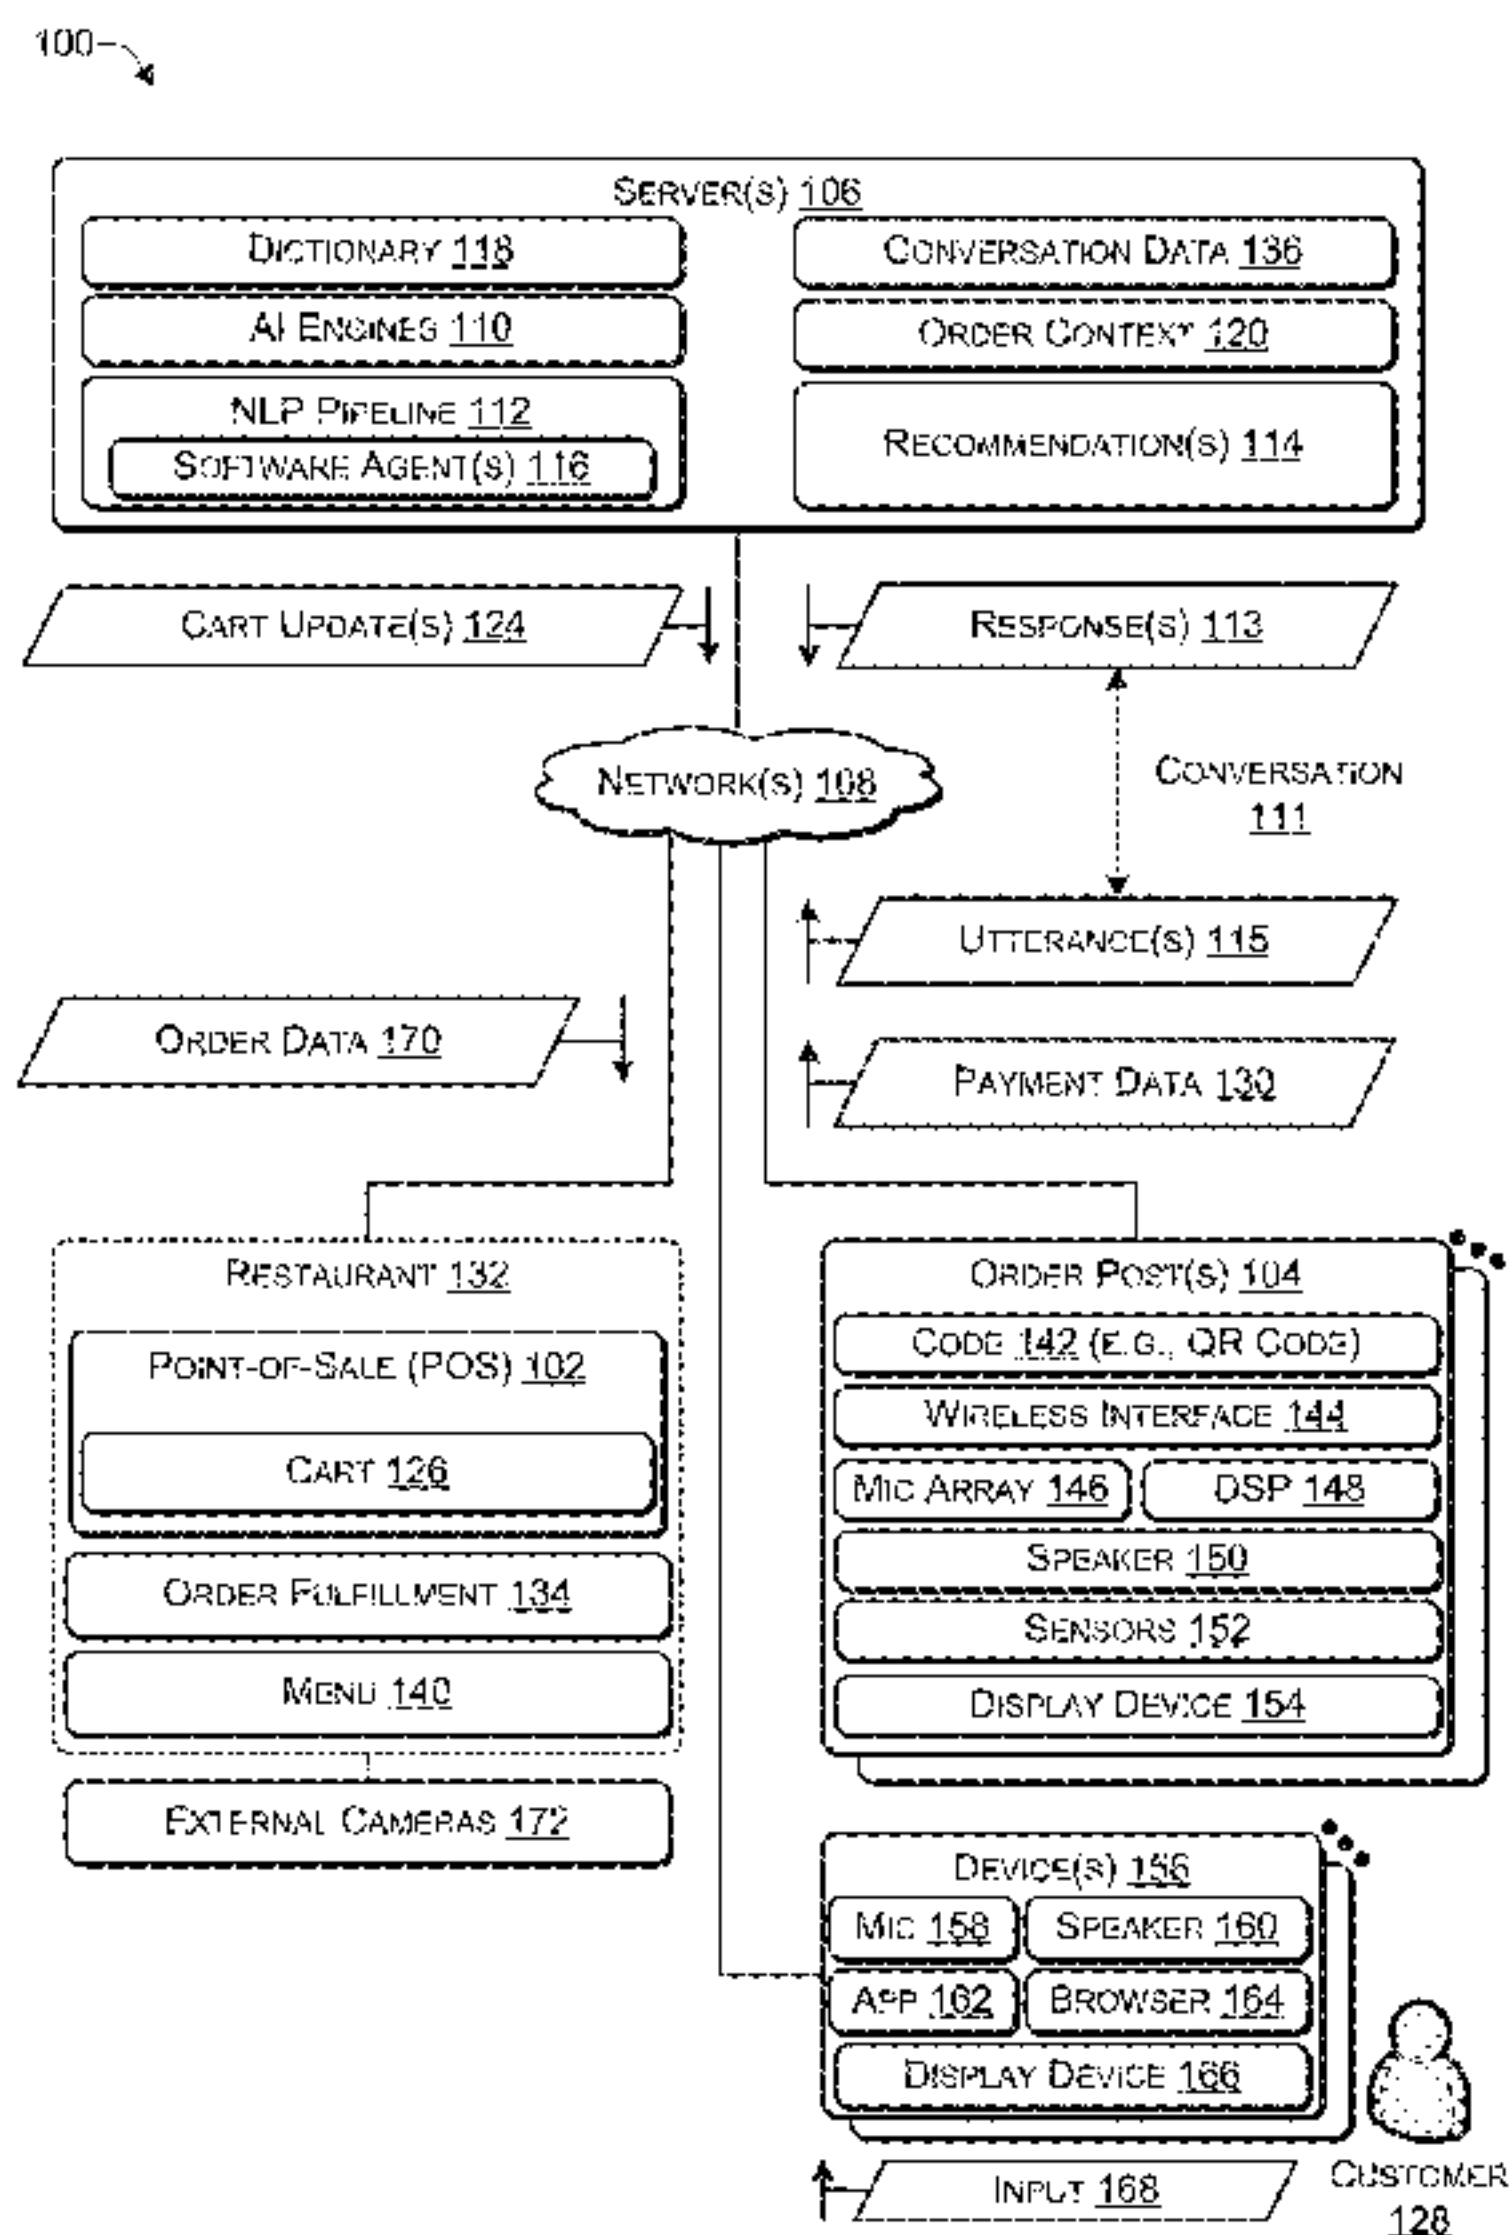 100
SERVER(S) 106
DICTIONARY 118
CONVERSATION DATA 136
AI ENGINES 110
ORDER CONTEXT 120
NLP PIPELINE 112
SOFTWARE AGENT(S) 116
RECOMMENDATION(S) 114
CART UPDATE(S) 124
RESPONSE(S) 113
NETWORK(S) 108
CONVERSATION
111
UTTERANCE(S) 115
ORDER DATA 170
PAYMENT DATA 130
RESTAURANT 132
POINT-OF-SALE (POS) 102
CART 126
ORDER FULFILLMENT 134
MENU 140
EXTERNAL CAMERAS 172
ORDER POST(S) 104
CODE 142 (E.G., QR CODE)
WIRELESS INTERFACE 144
MIC ARRAY 146
DSP 148
SPEAKER 150
SENSORS 152
DISPLAY DEVICE 154
DEVICE(S) 156
MIC 158
SPEAKER 160
APP 162
BROWSER 164
DISPLAY DEVICE 166
INPUT 168
CUSTOMER
128